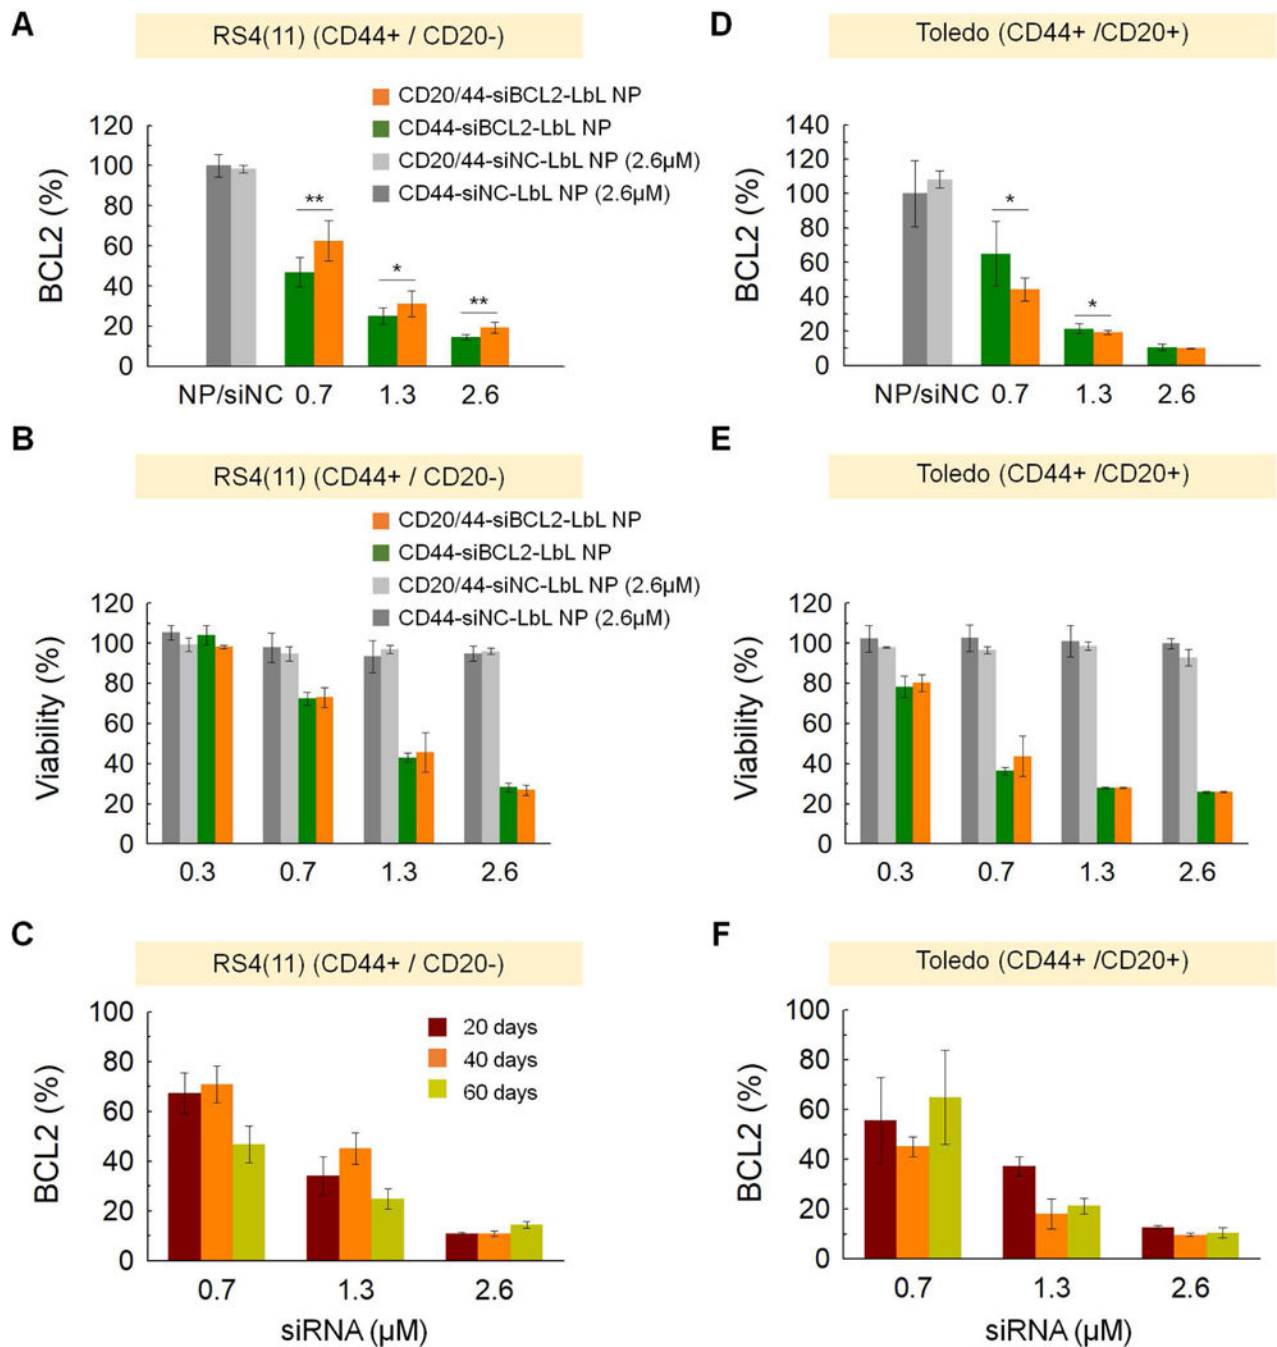 A
RS4(11) (CD44+ / CD20-)
CD20/44-siBCL2-LbL NP
CD44-siBCL2-LbL NP
CD20/44-siNC-LbL NP (2.6µM)
CD44-siNC-LbL NP (2.6µM)
BCL2 (%)
120
100
80
60
40
20
0
**
*
**
NP/siNC 0.7 1.3 2.6
D
Toledo (CD44+ /CD20+)
BCL2 (%)
140
120
100
80
60
40
20
0
*
*
NP/siNC 0.7 1.3 2.6
B
RS4(11) (CD44+ / CD20-)
CD20/44-siBCL2-LbL NP
CD44-siBCL2-LbL NP
CD20/44-siNC-LbL NP (2.6µM)
CD44-siNC-LbL NP (2.6µM)
Viability (%)
120
100
80
60
40
20
0
0.3 0.7 1.3 2.6
E
Toledo (CD44+ /CD20+)
Viability (%)
120
100
80
60
40
20
0
0.3 0.7 1.3 2.6
C
RS4(11) (CD44+ / CD20-)
20 days
40 days
60 days
BCL2 (%)
100
80
60
40
20
0
0.7 1.3 2.6
siRNA (µM)
F
Toledo (CD44+ /CD20+)
BCL2 (%)
100
80
60
40
20
0
0.7 1.3 2.6
siRNA (µM)